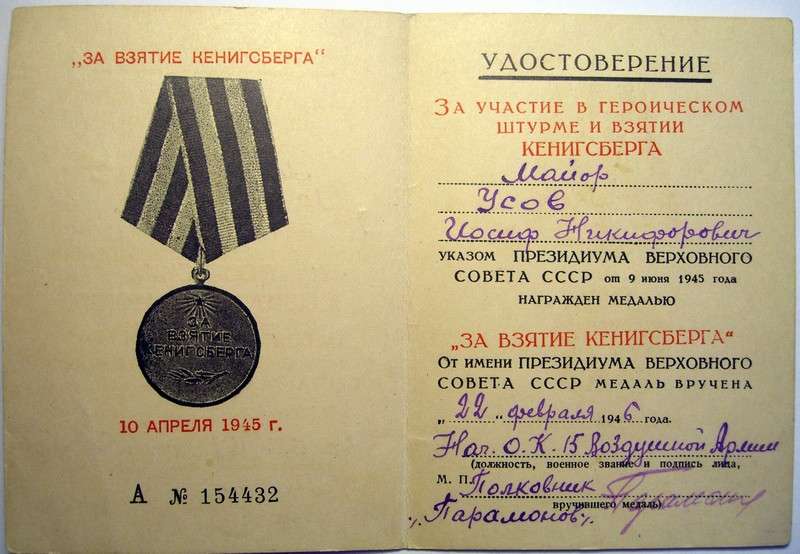 „ЗА ВЗЯТИЕ КЕНИГСБЕРГА“
ЗА
ВЗЯТИЕ
КЕНИГСБЕРГА
10 АПРЕЛЯ 1945 г.
А № 154432
УДОСТОВЕРЕНИЕ
ЗА УЧАСТИЕ В ГЕРОИЧЕСКОМ
ШТУРМЕ И ВЗЯТИИ
КЕНИГСБЕРГА
Майор
Усов
Иосиф Никифорович
УКАЗОМ ПРЕЗИДИУМА ВЕРХОВНОГО
СОВЕТА СССР от 9 июня 1945 года
НАГРАЖДЕН МЕДАЛЬЮ
„ЗА ВЗЯТИЕ КЕНИГСБЕРГА“
От имени ПРЕЗИДИУМА ВЕРХОВНОГО
СОВЕТА СССР МЕДАЛЬ ВРУЧЕНА
„22„ февраля 1946 года.
Нач. О.К. 15 Воздушной Армии
(должность, военное звание и подпись лица,
М. П. Полковник
вручившего медаль)
"Парамонов".